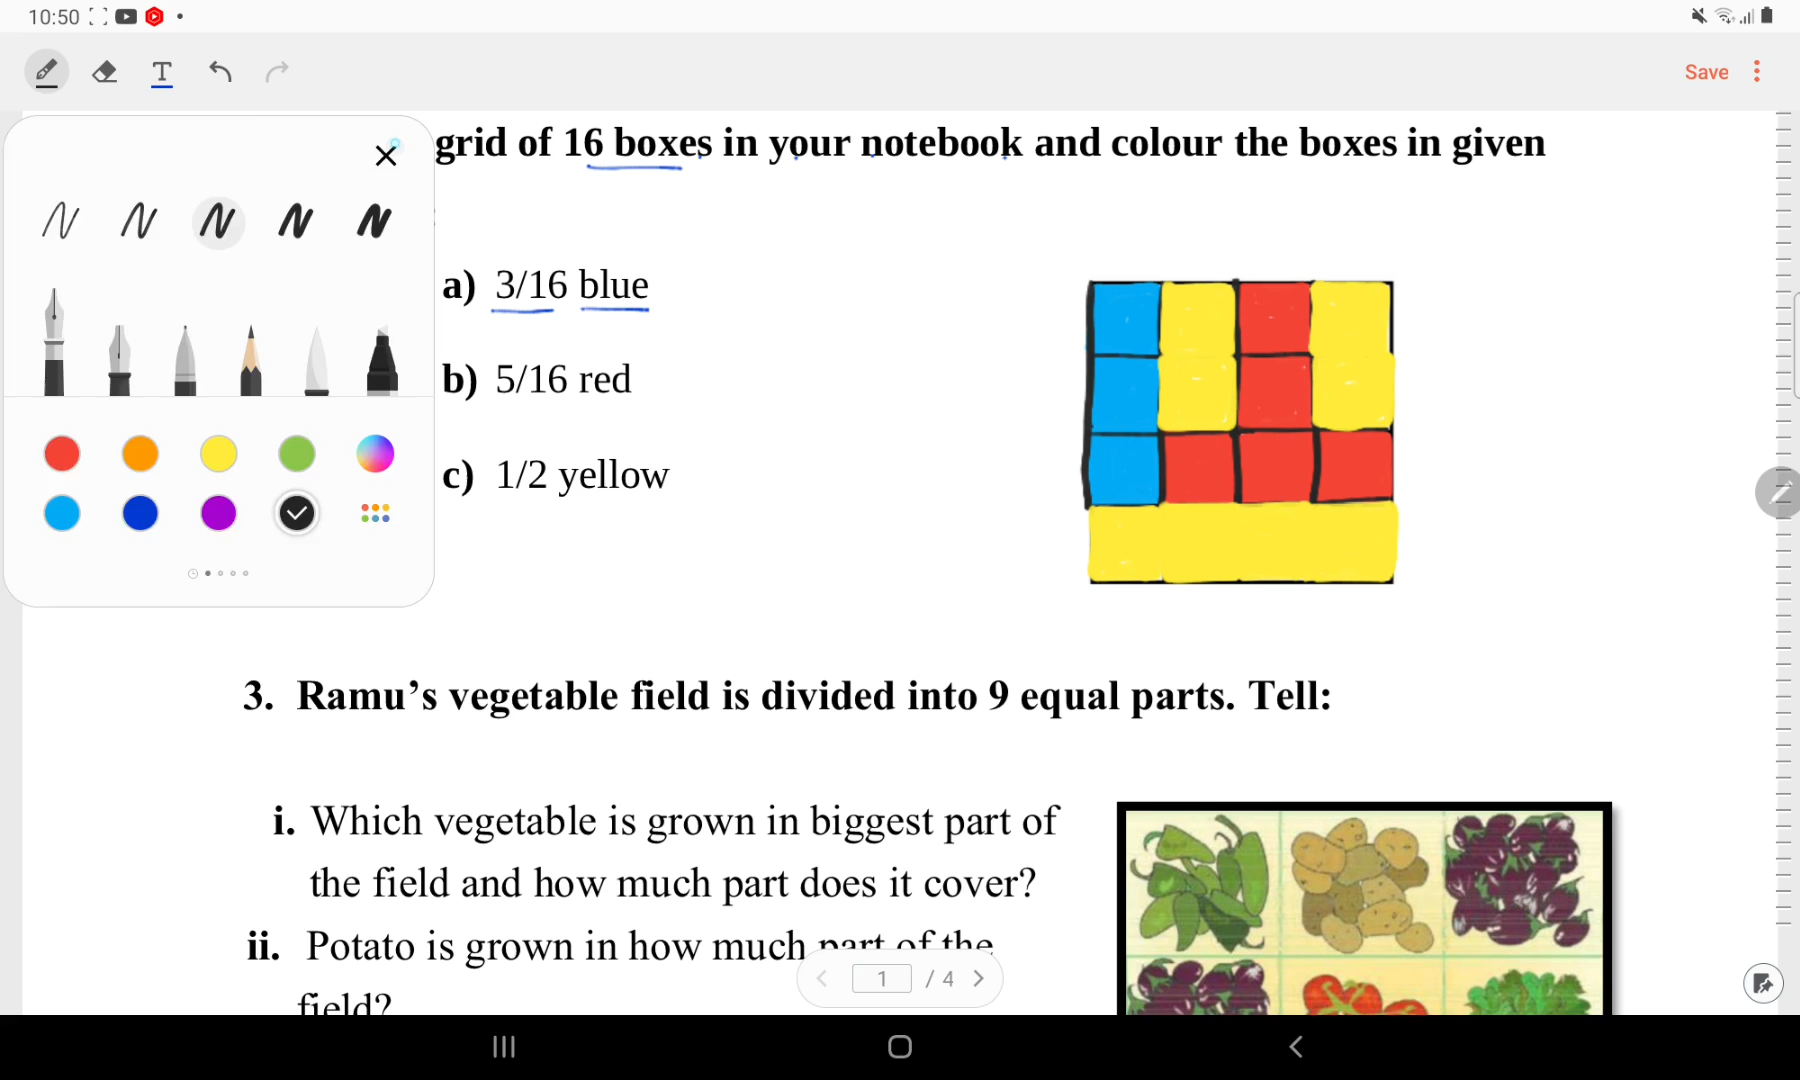 10:50
Save
grid of 16 boxes in your notebook and colour the boxes in given
a) 3/16 blue
b) 5/16 red
c) 1/2 yellow
3. Ramu’s vegetable field is divided into 9 equal parts. Tell:
i. Which vegetable is grown in biggest part of
the field and how much part does it cover?
ii. Potato is grown in how much part of the
field?
1 / 4